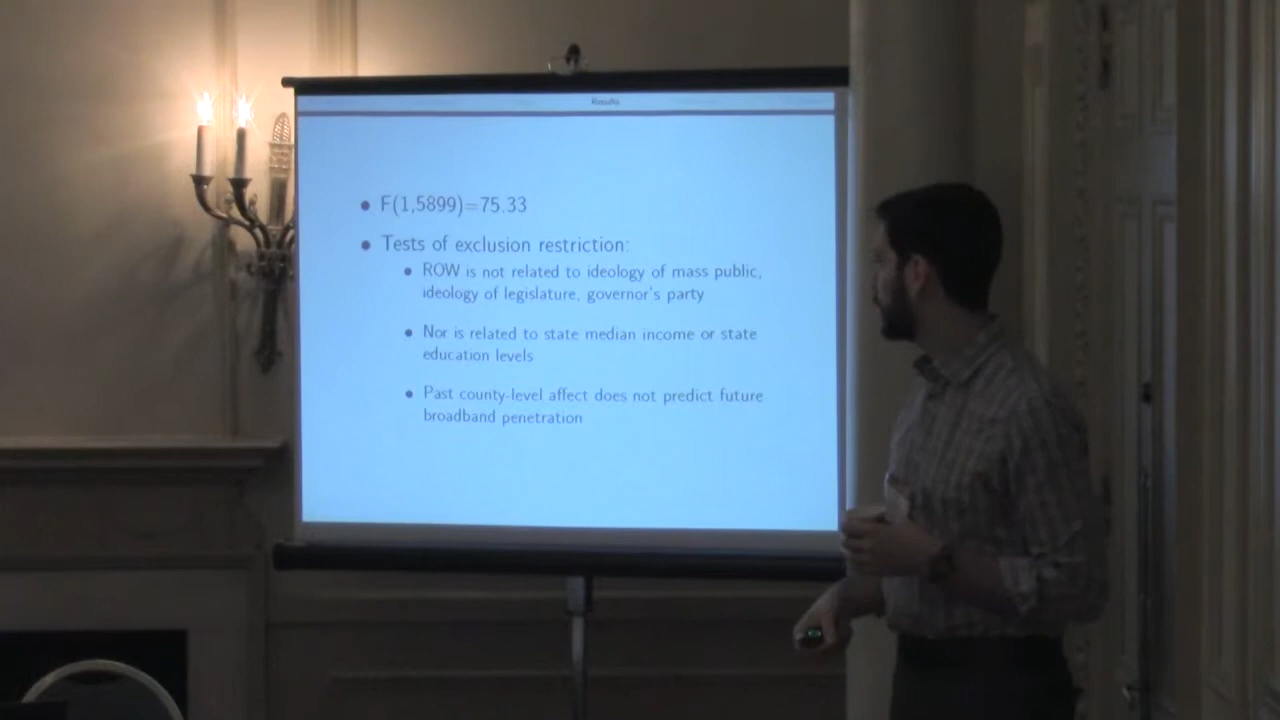 Results
F(1,5899)=75.33
Tests of exclusion restriction:
ROW is not related to ideology of mass public,
ideology of legislature, governor's party
Nor is related to state median income or state
education levels
Past county-level affect does not predict future
broadband penetration